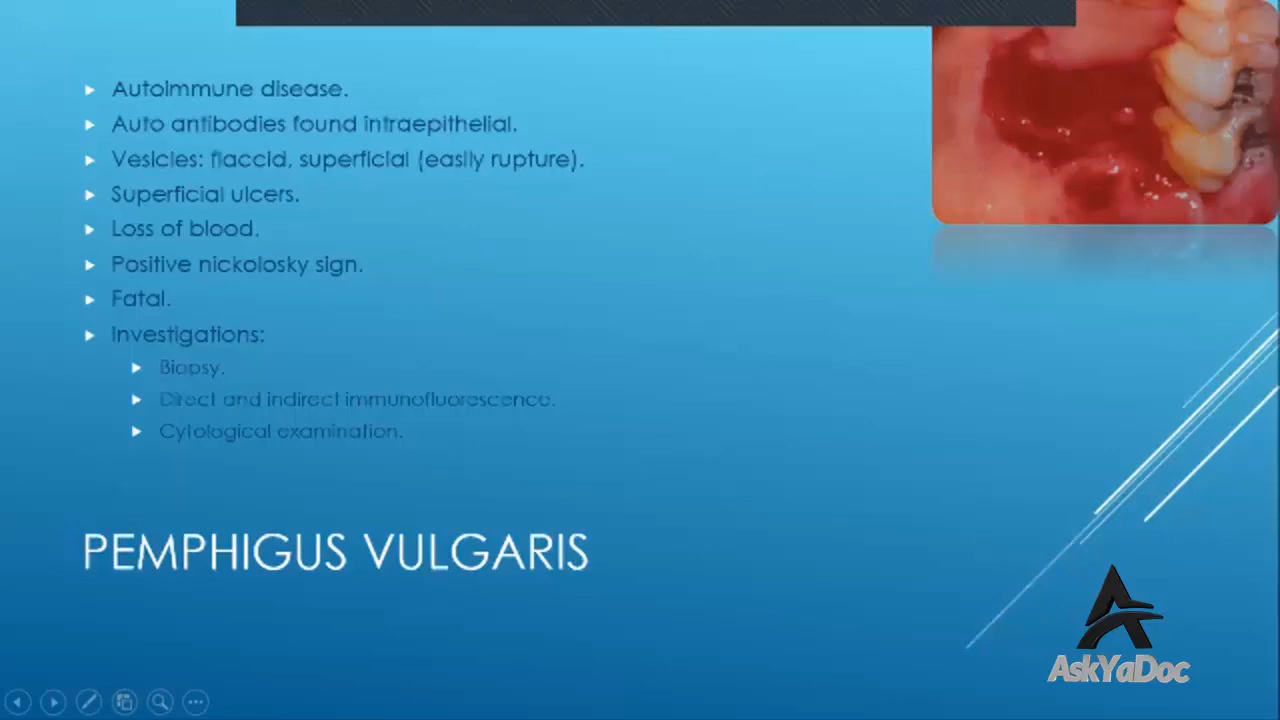 Autoimmune disease.
Auto antibodies found intraepithelial.
Vesicles: flaccid, superficial (easily rupture).
Superficial ulcers.
Loss of blood.
Positive nickolosky sign.
Fatal.
Investigations:
Biopsy.
Direct and indirect immunofluorescence.
Cytological examination.
PEMPHIGUS VULGARIS
AskYaDoc